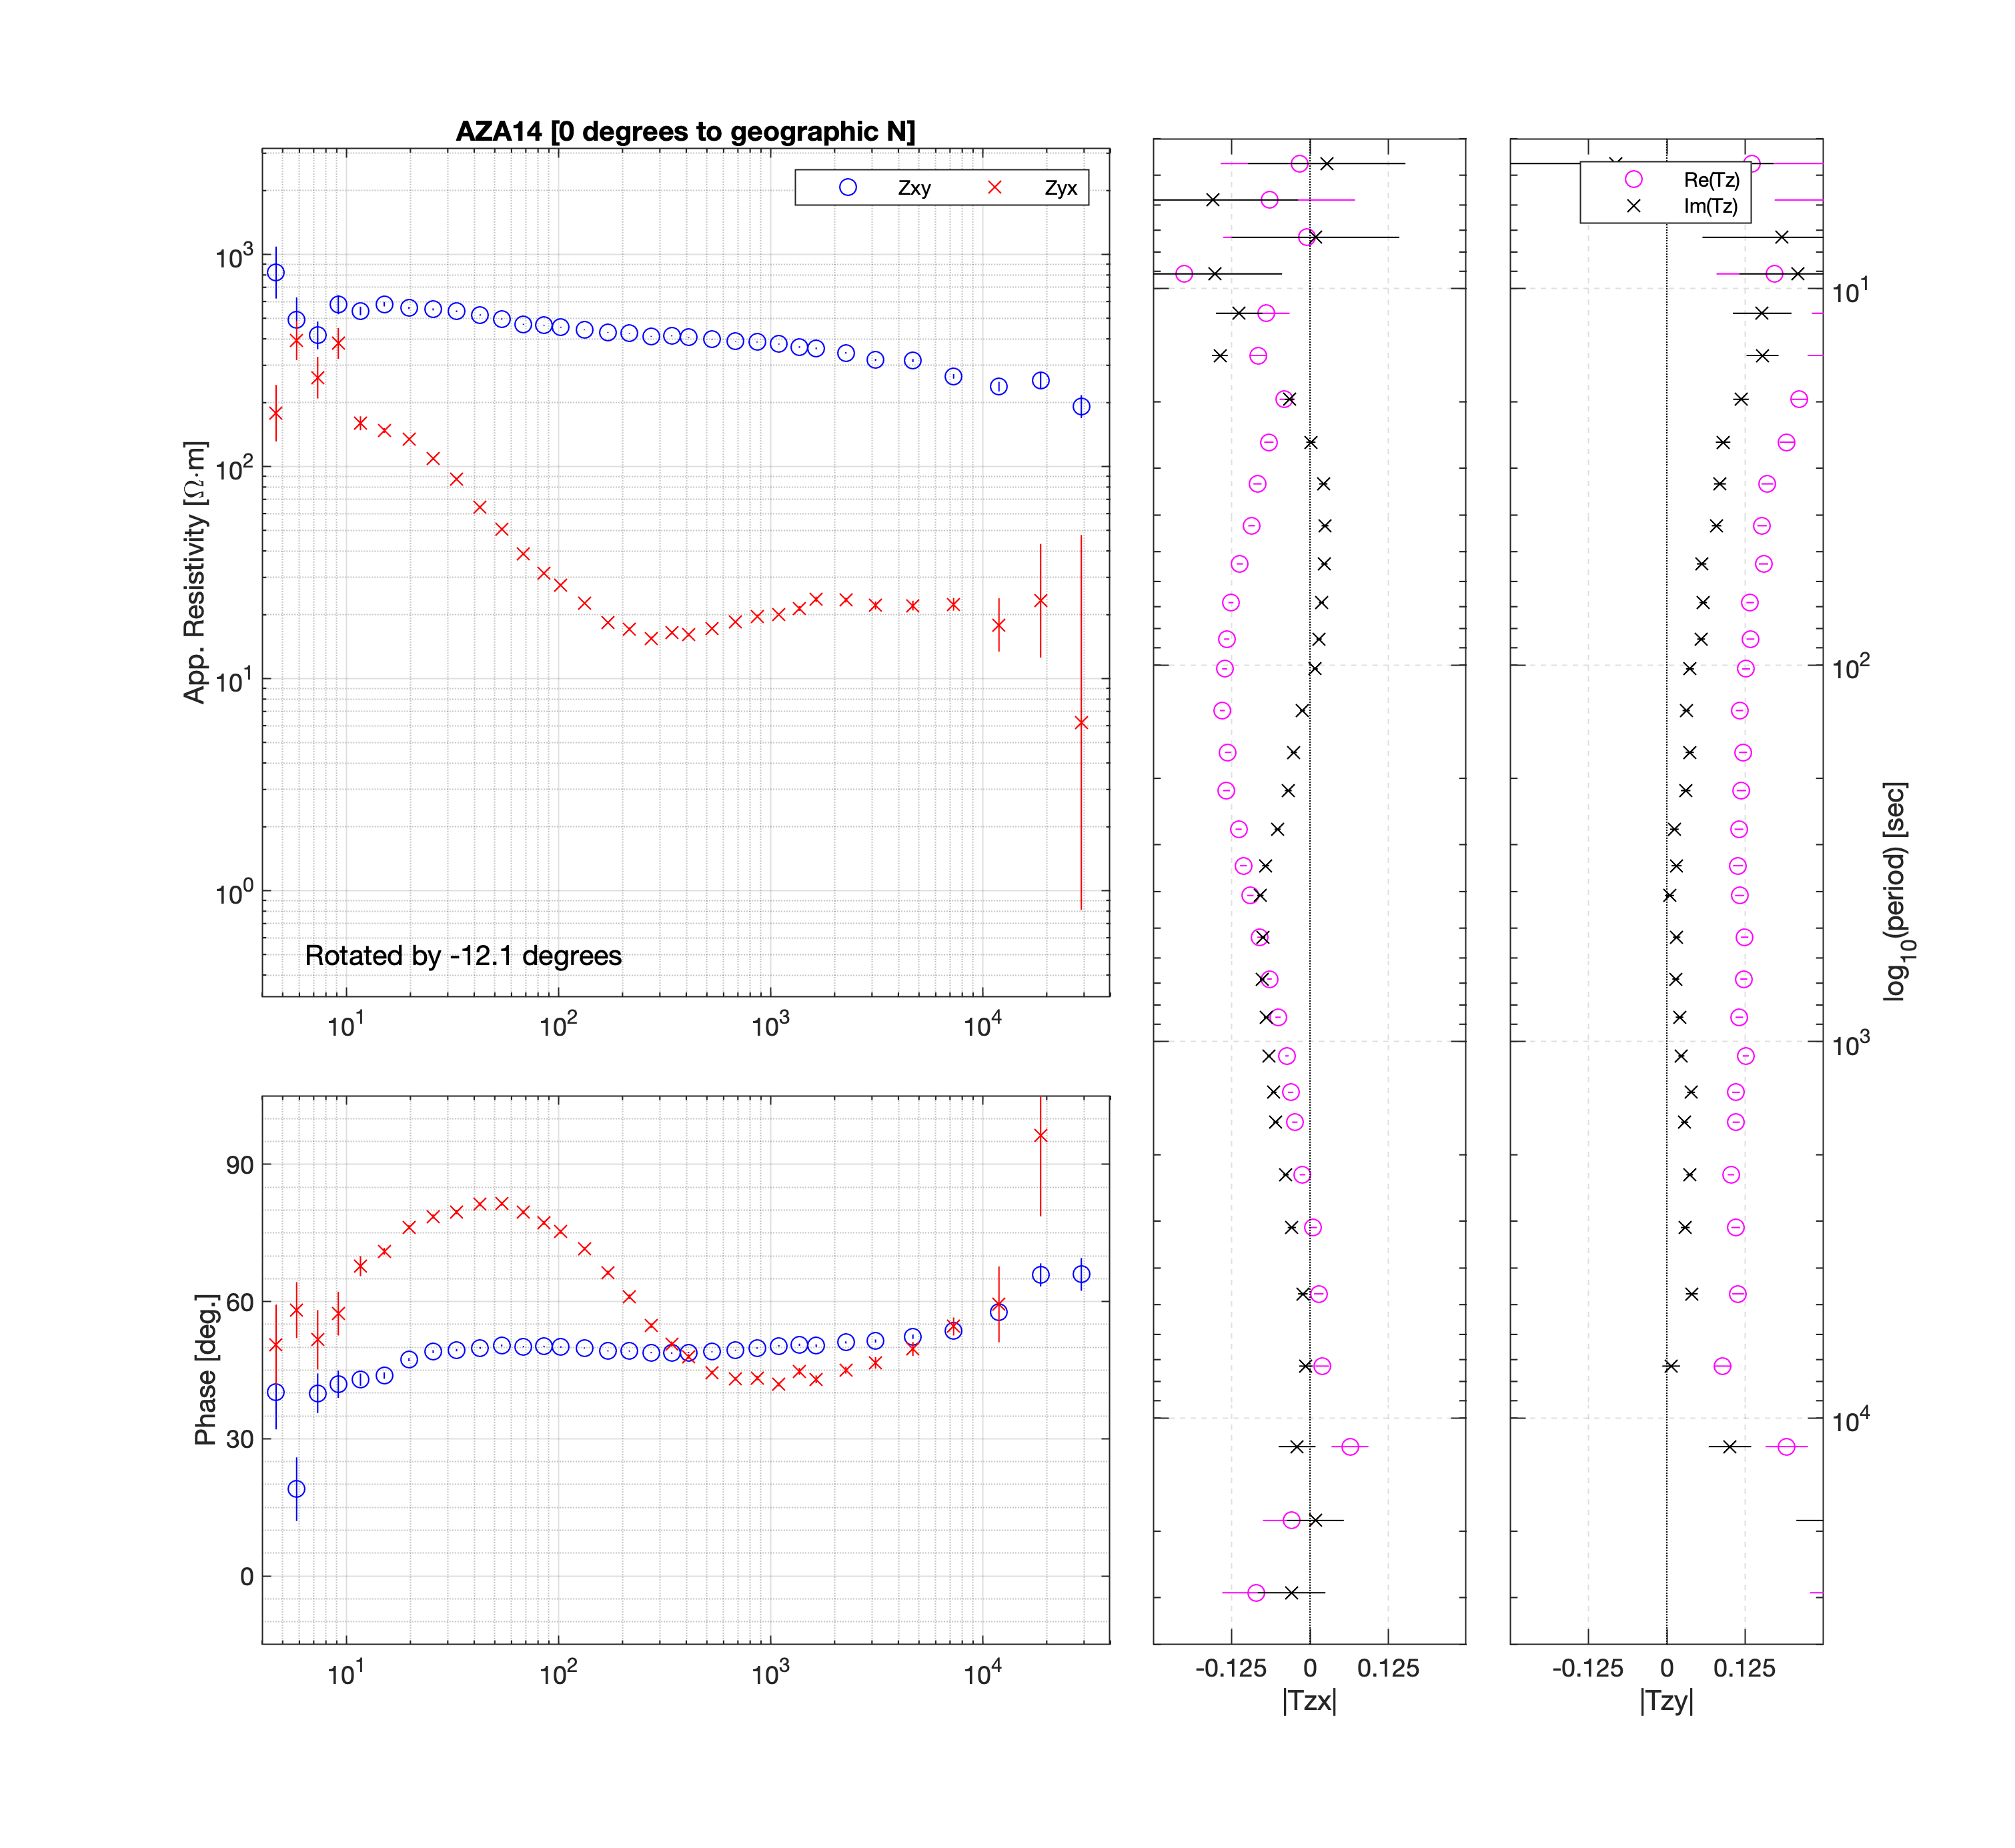 AZA14 [0 degrees to geographic N]
Zxy
Zyx
10³
10²
10¹
10⁰
App. Resistivity [Ω·m]
Rotated by -12.1 degrees
10¹
10²
10³
10⁴
90
60
30
0
Phase [deg.]
10¹
10²
10³
10⁴
-0.125
0
0.125
|Tzx|
Re(Tz)
Im(Tz)
-0.125
0
0.125
|Tzy|
10¹
10²
10³
10⁴
log₁₀(period) [sec]